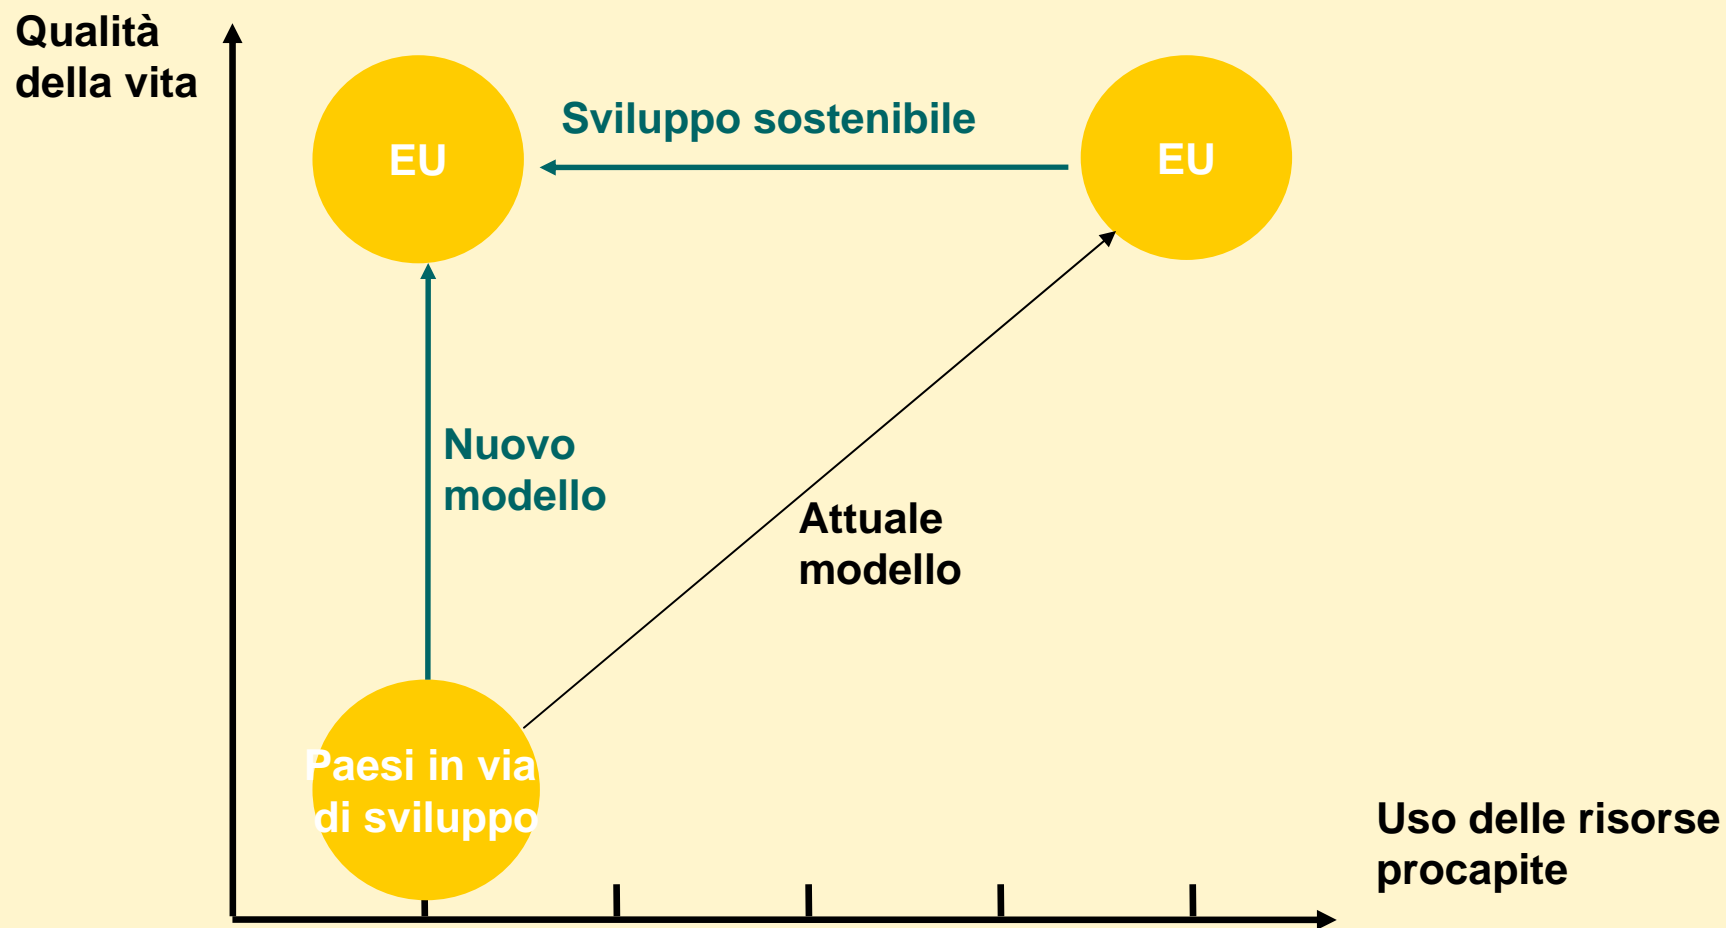 Qualità
della vita
EU
Sviluppo sostenibile
EU
Nuovo
modello
Attuale
modello
Paesi in via
di sviluppo
Uso delle risorse
procapite